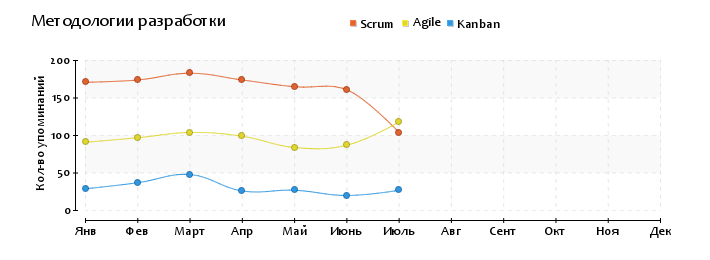 Методологии разработки
Scrum Agile Kanban
Кол-во упоминаний
200
150
100
50
0
Янв Фев Март Апр Май Июнь Июль Авг Сент Окт Ноя Дек